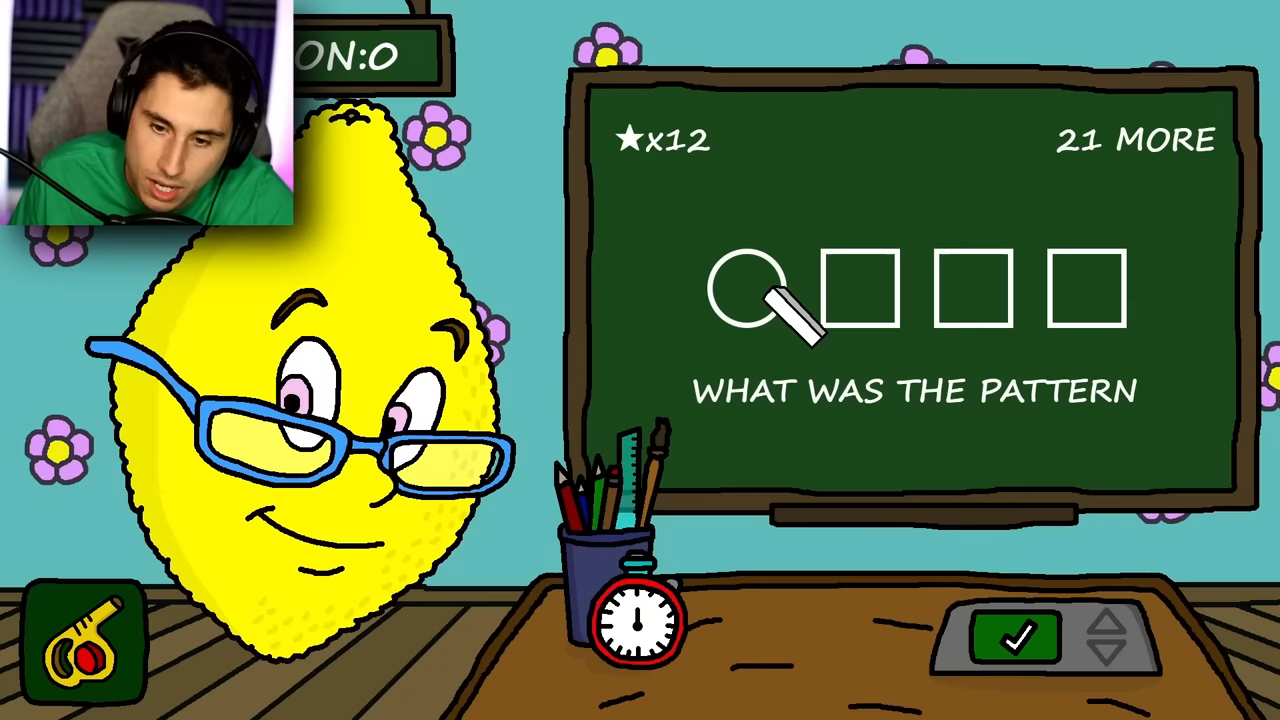 ON:0
★x12
21 MORE
WHAT WAS THE PATTERN